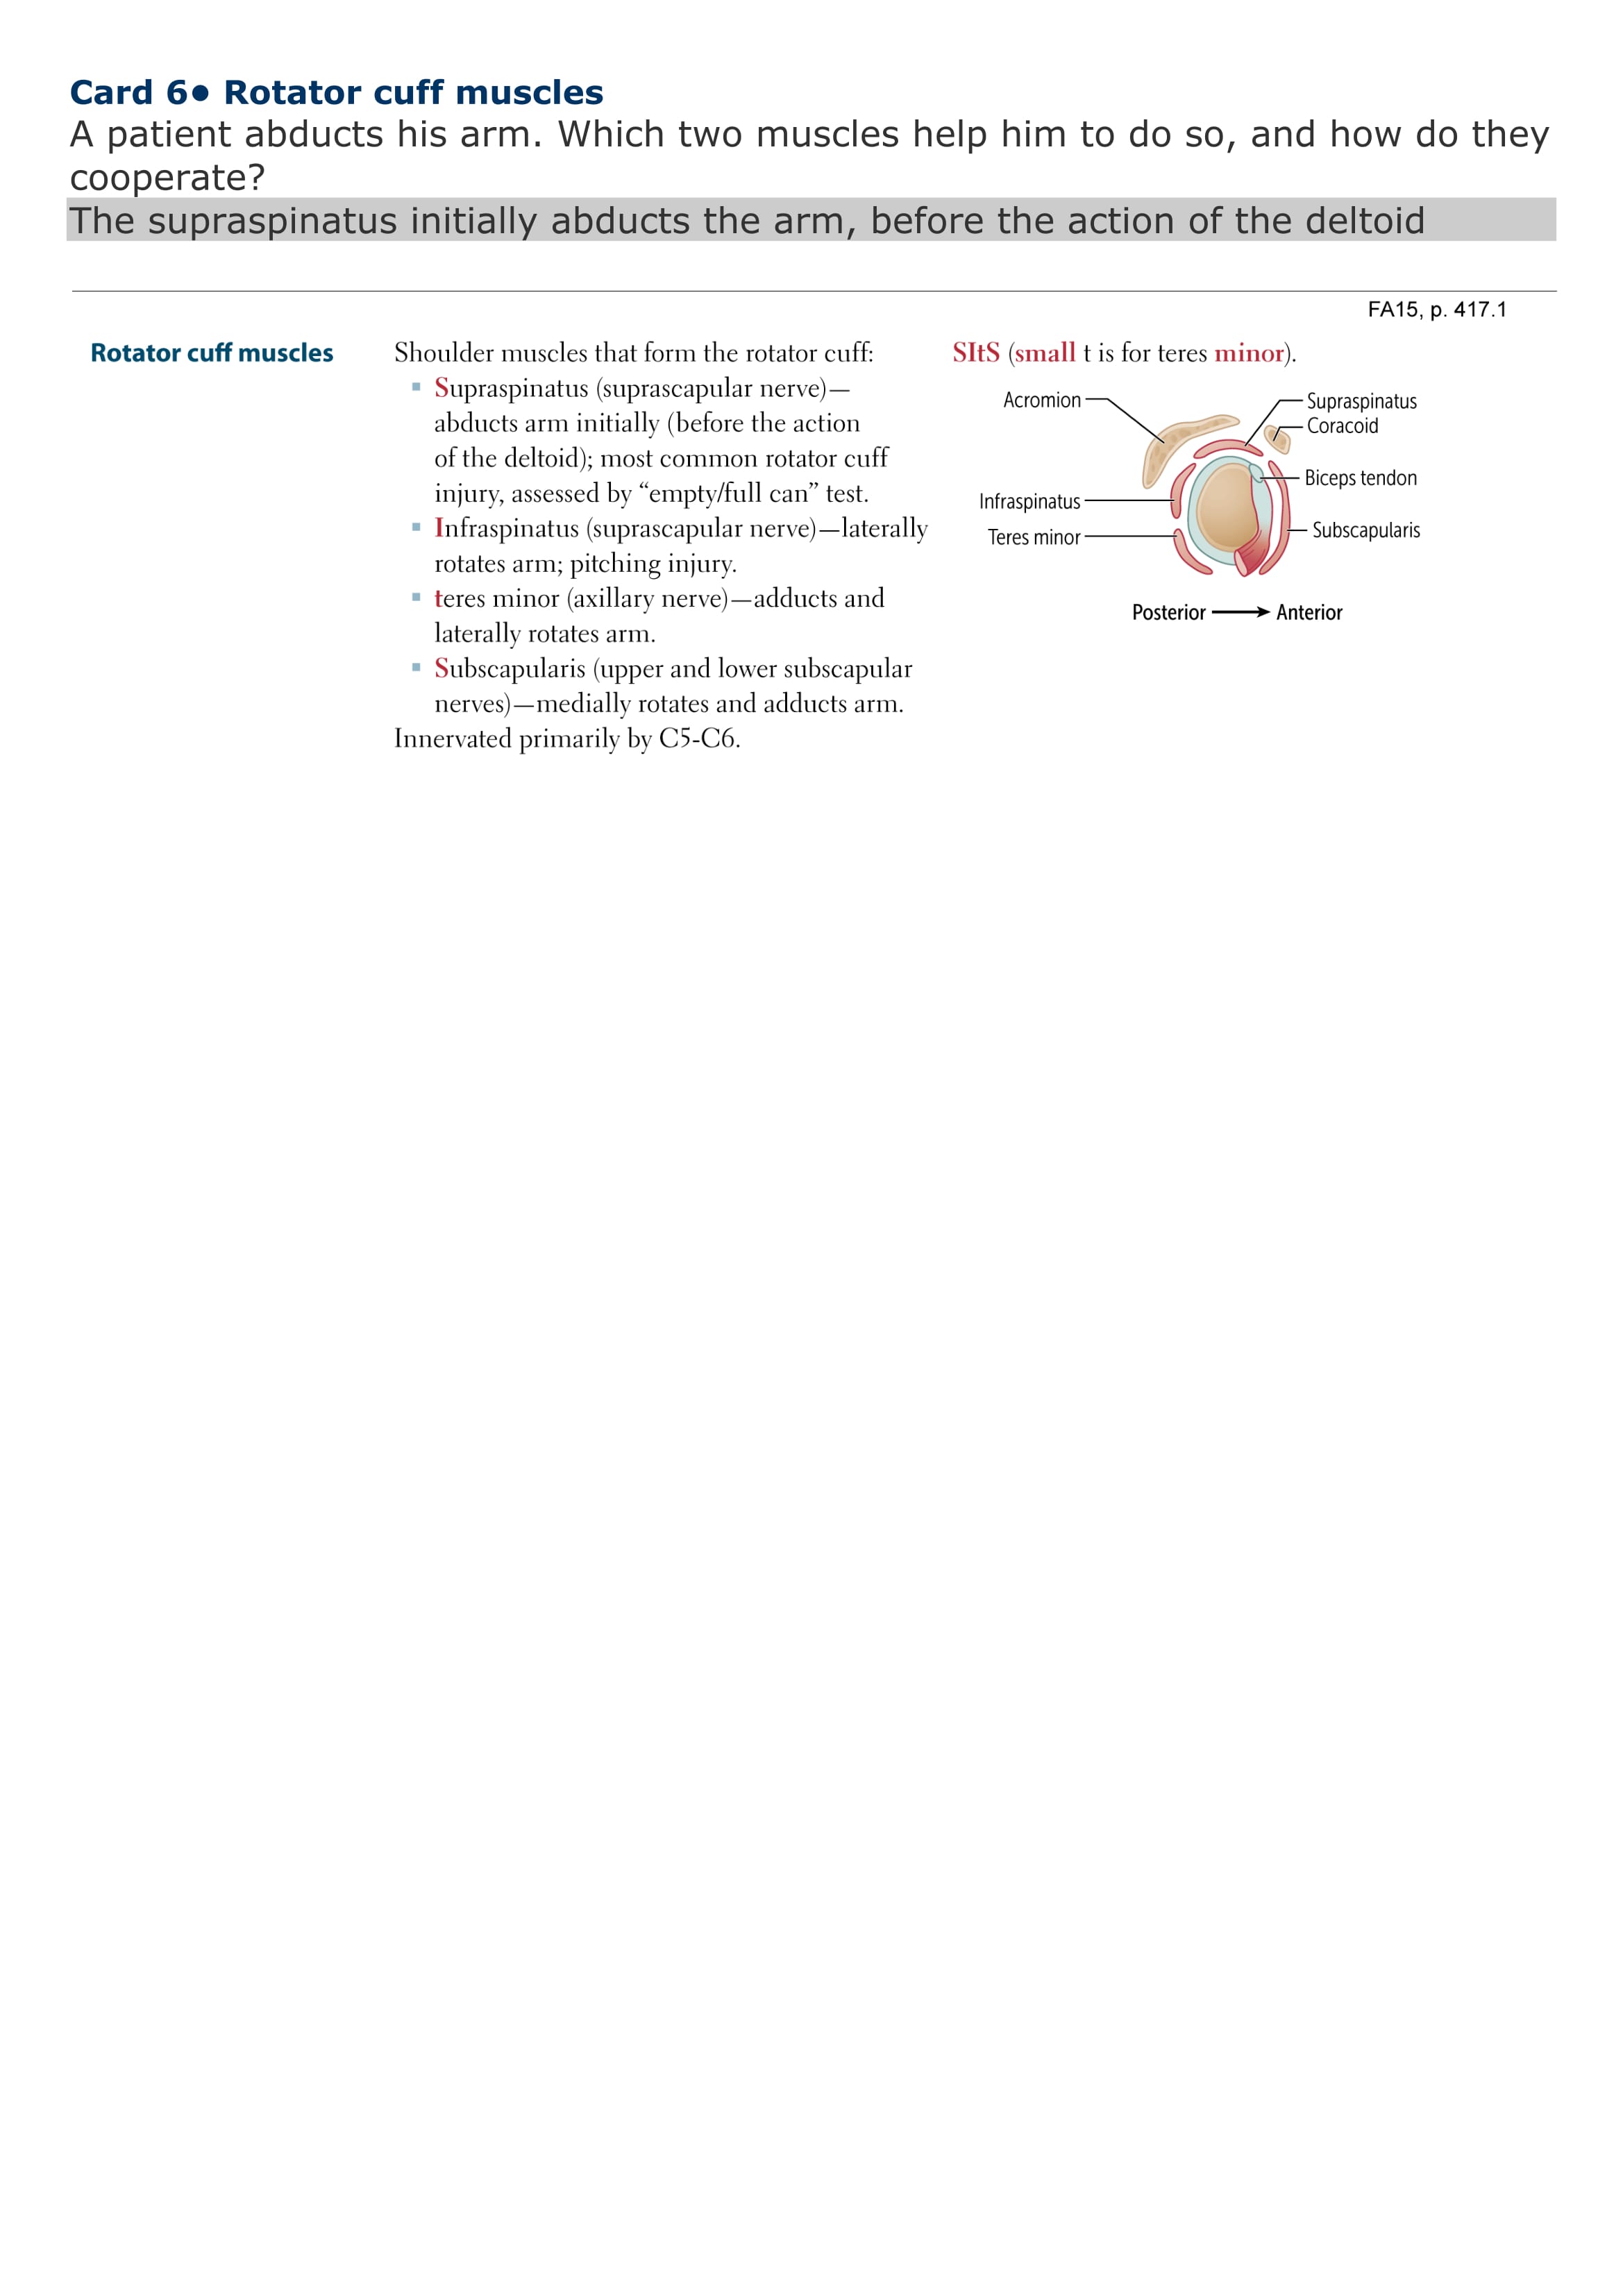 Card 6• Rotator cuff muscles
A patient abducts his arm. Which two muscles help him to do so, and how do they
cooperate?
The supraspinatus initially abducts the arm, before the action of the deltoid
FA15, p. 417.1
Rotator cuff muscles
Shoulder muscles that form the rotator cuff:
▪ Supraspinatus (suprascapular nerve)—
abducts arm initially (before the action
of the deltoid); most common rotator cuff
injury, assessed by “empty/full can” test.
▪ Infraspinatus (suprascapular nerve)—laterally
rotates arm; pitching injury.
▪ teres minor (axillary nerve)—adducts and
laterally rotates arm.
▪ Subscapularis (upper and lower subscapular
nerves)—medially rotates and adducts arm.
Innervated primarily by C5-C6.
SItS (small t is for teres minor).
Acromion
Supraspinatus
Coracoid
Biceps tendon
Infraspinatus
Subscapularis
Teres minor
Posterior → Anterior